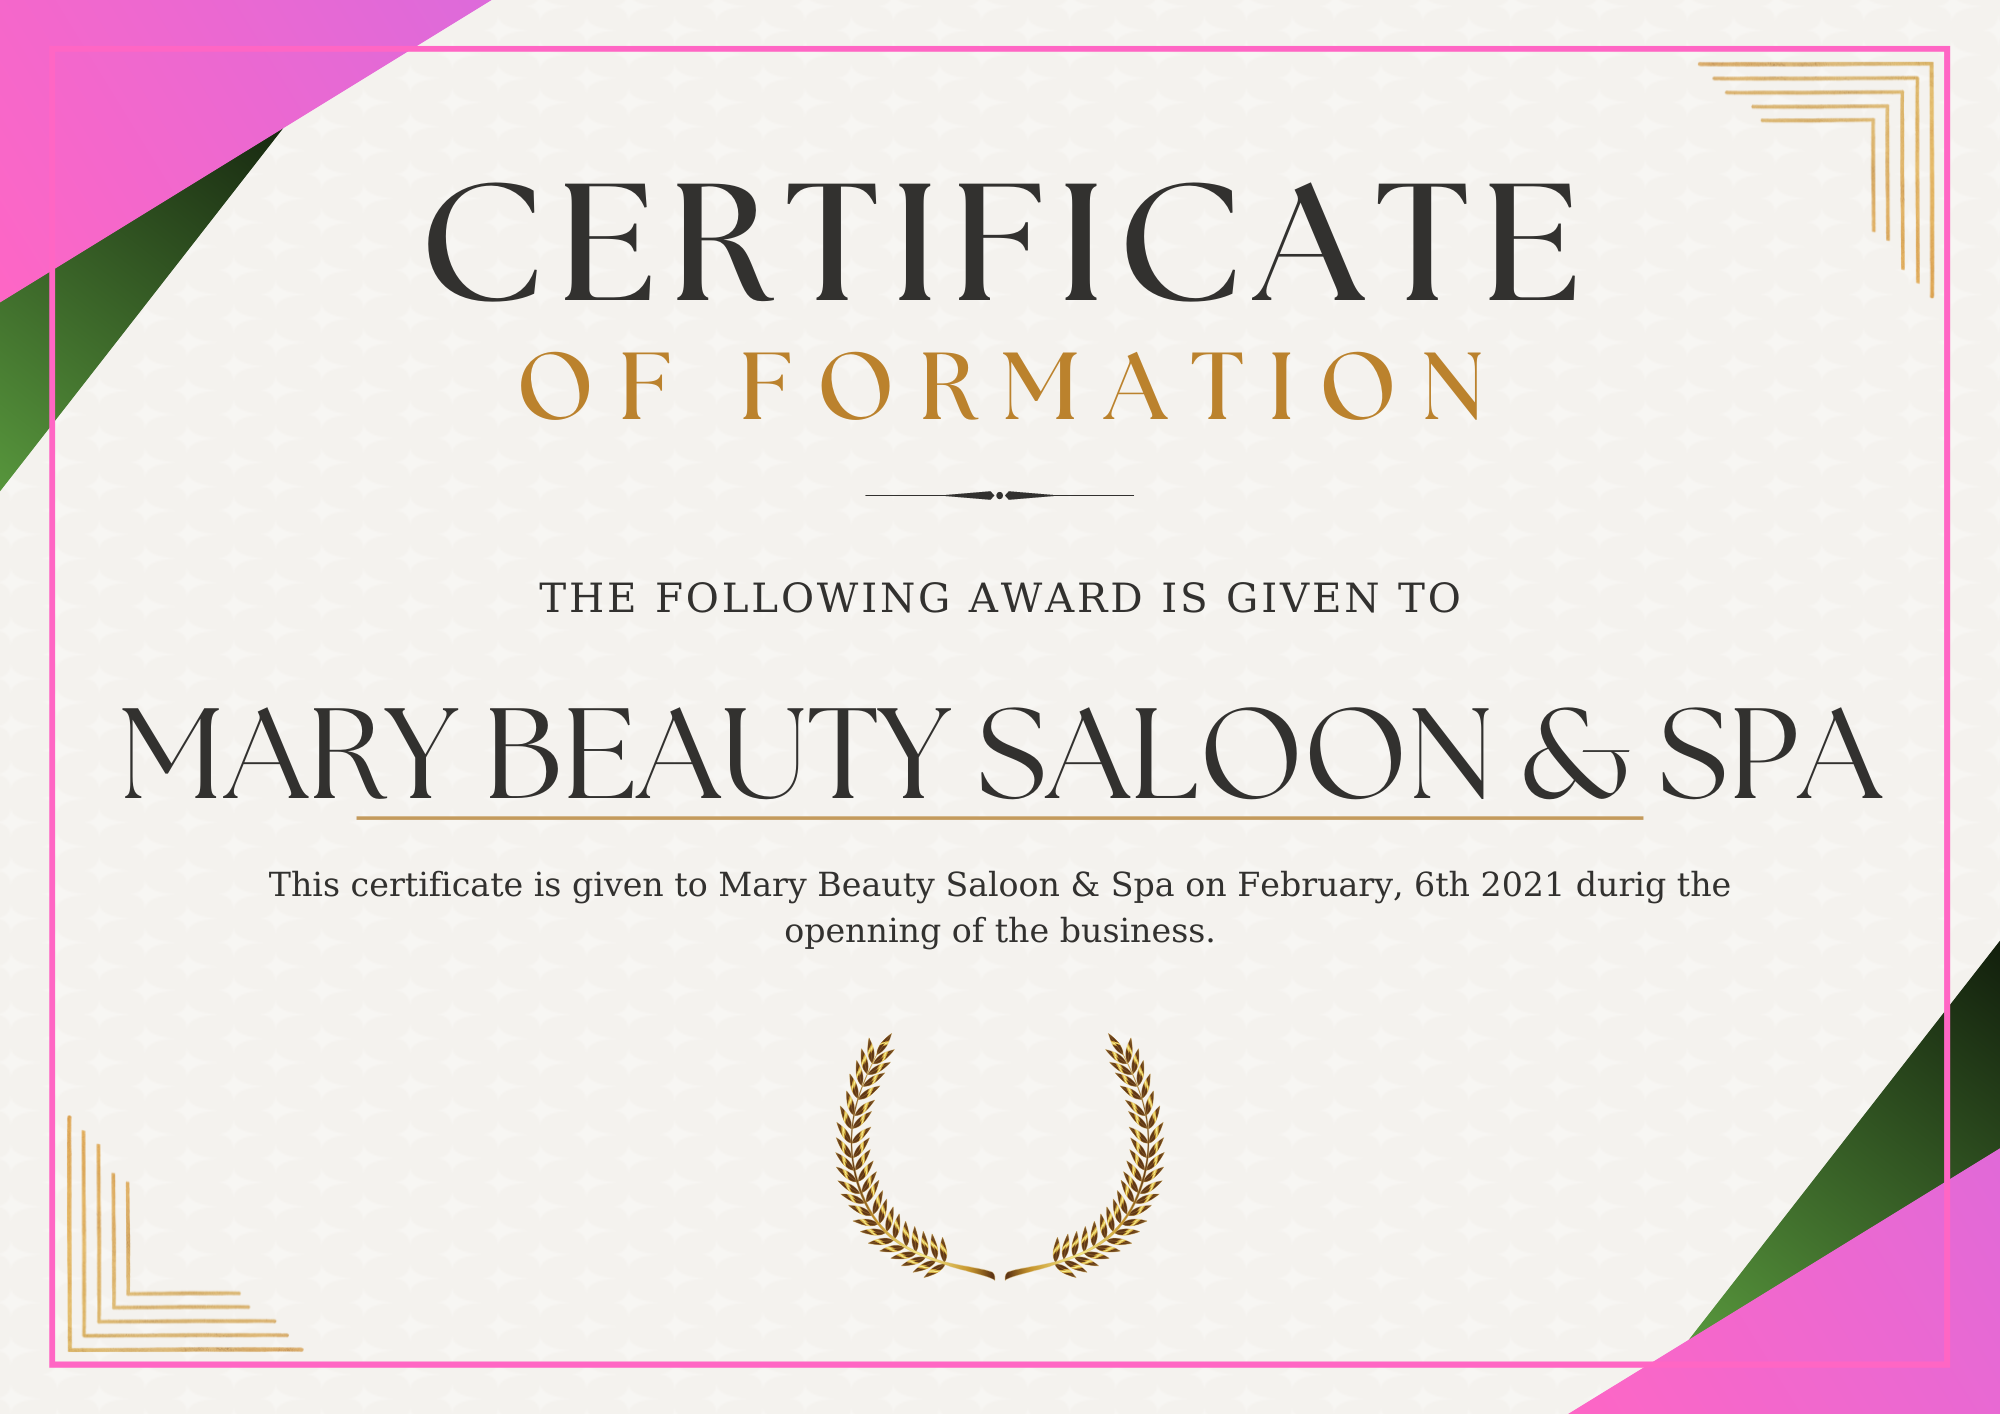 CERTIFICATE
OF FORMATION
THE FOLLOWING AWARD IS GIVEN TO
MARY BEAUTY SALOON & SPA
This certificate is given to Mary Beauty Saloon & Spa on February, 6th 2021 durig the
openning of the business.